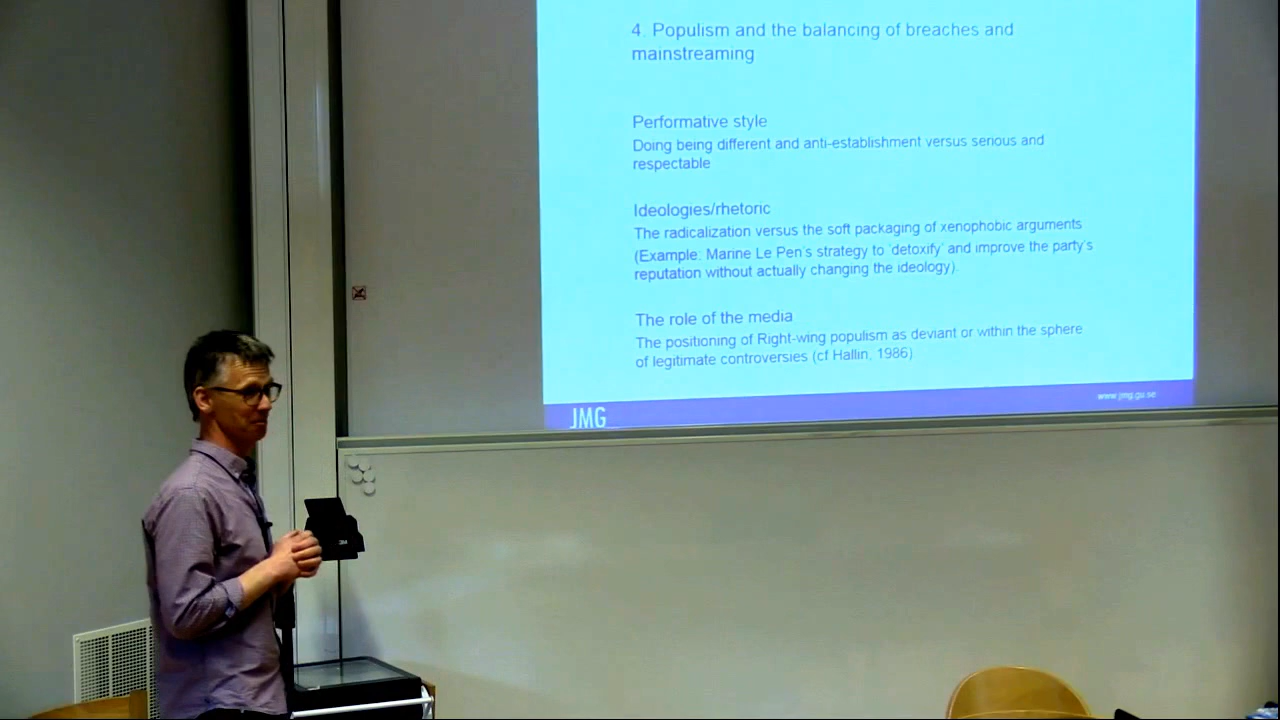 4. Populism and the balancing of breaches and
mainstreaming
Performative style
Doing being different and anti-establishment versus serious and
respectable
Ideologies/rhetoric
The radicalization versus the soft packaging of xenophobic arguments
(Example: Marine Le Pen's strategy to 'detoxify' and improve the party's
reputation without actually changing the ideology).
The role of the media
The positioning of Right-wing populism as deviant or within the sphere
of legitimate controversies (cf Hallin, 1986)
JMG
www.jmg.gu.se
3M